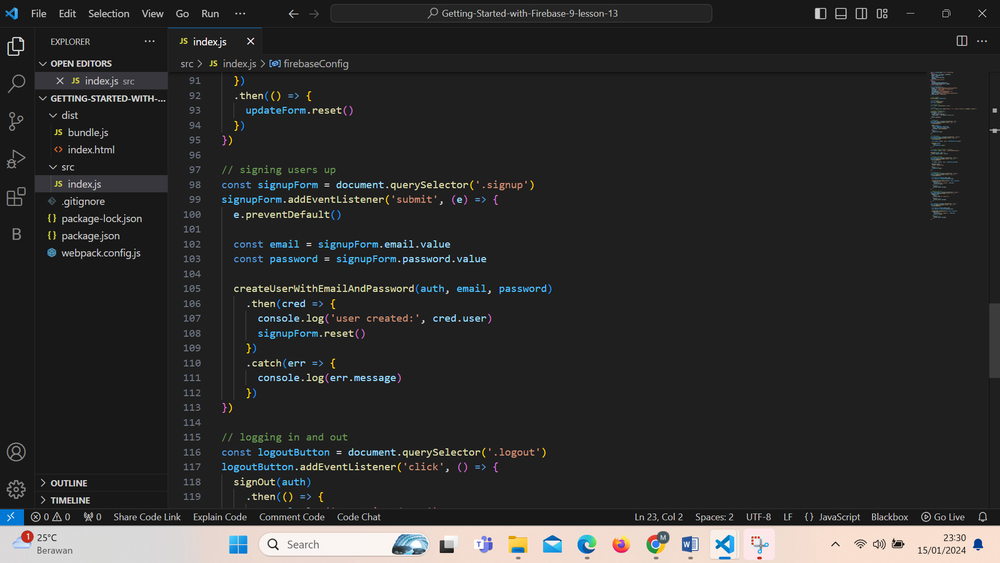 File Edit Selection View Go Run ···
Getting-Started-with-Firebase-9-lesson-13
EXPLORER
OPEN EDITORS
JS index.js src
GETTING-STARTED-WITH-...
dist
JS bundle.js
<> index.html
src
JS index.js
.gitignore
{} package-lock.json
{} package.json
webpack.config.js
OUTLINE
TIMELINE
B
JS index.js
src > JS index.js > firebaseConfig
91 })
92 .then(() => {
93 updateForm.reset()
94 })
95 })
96
97 // signing users up
98 const signupForm = document.querySelector('.signup')
99 signupForm.addEventListener('submit', (e) => {
100 e.preventDefault()
101
102 const email = signupForm.email.value
103 const password = signupForm.password.value
104
105 createUserWithEmailAndPassword(auth, email, password)
106 .then(cred => {
107 console.log('user created:', cred.user)
108 signupForm.reset()
109 })
110 .catch(err => {
111 console.log(err.message)
112 })
113 })
114
115 // logging in and out
116 const logoutButton = document.querySelector('.logout')
117 logoutButton.addEventListener('click', () => {
118 signOut(auth)
119 .then(() => {
0 0 0 Share Code Link Explain Code Comment Code Code Chat Ln 23, Col 2 Spaces: 2 UTF-8 LF {} JavaScript Blackbox Go Live
1 25°C
Berawan
Search
T
M
W
23:30
15/01/2024